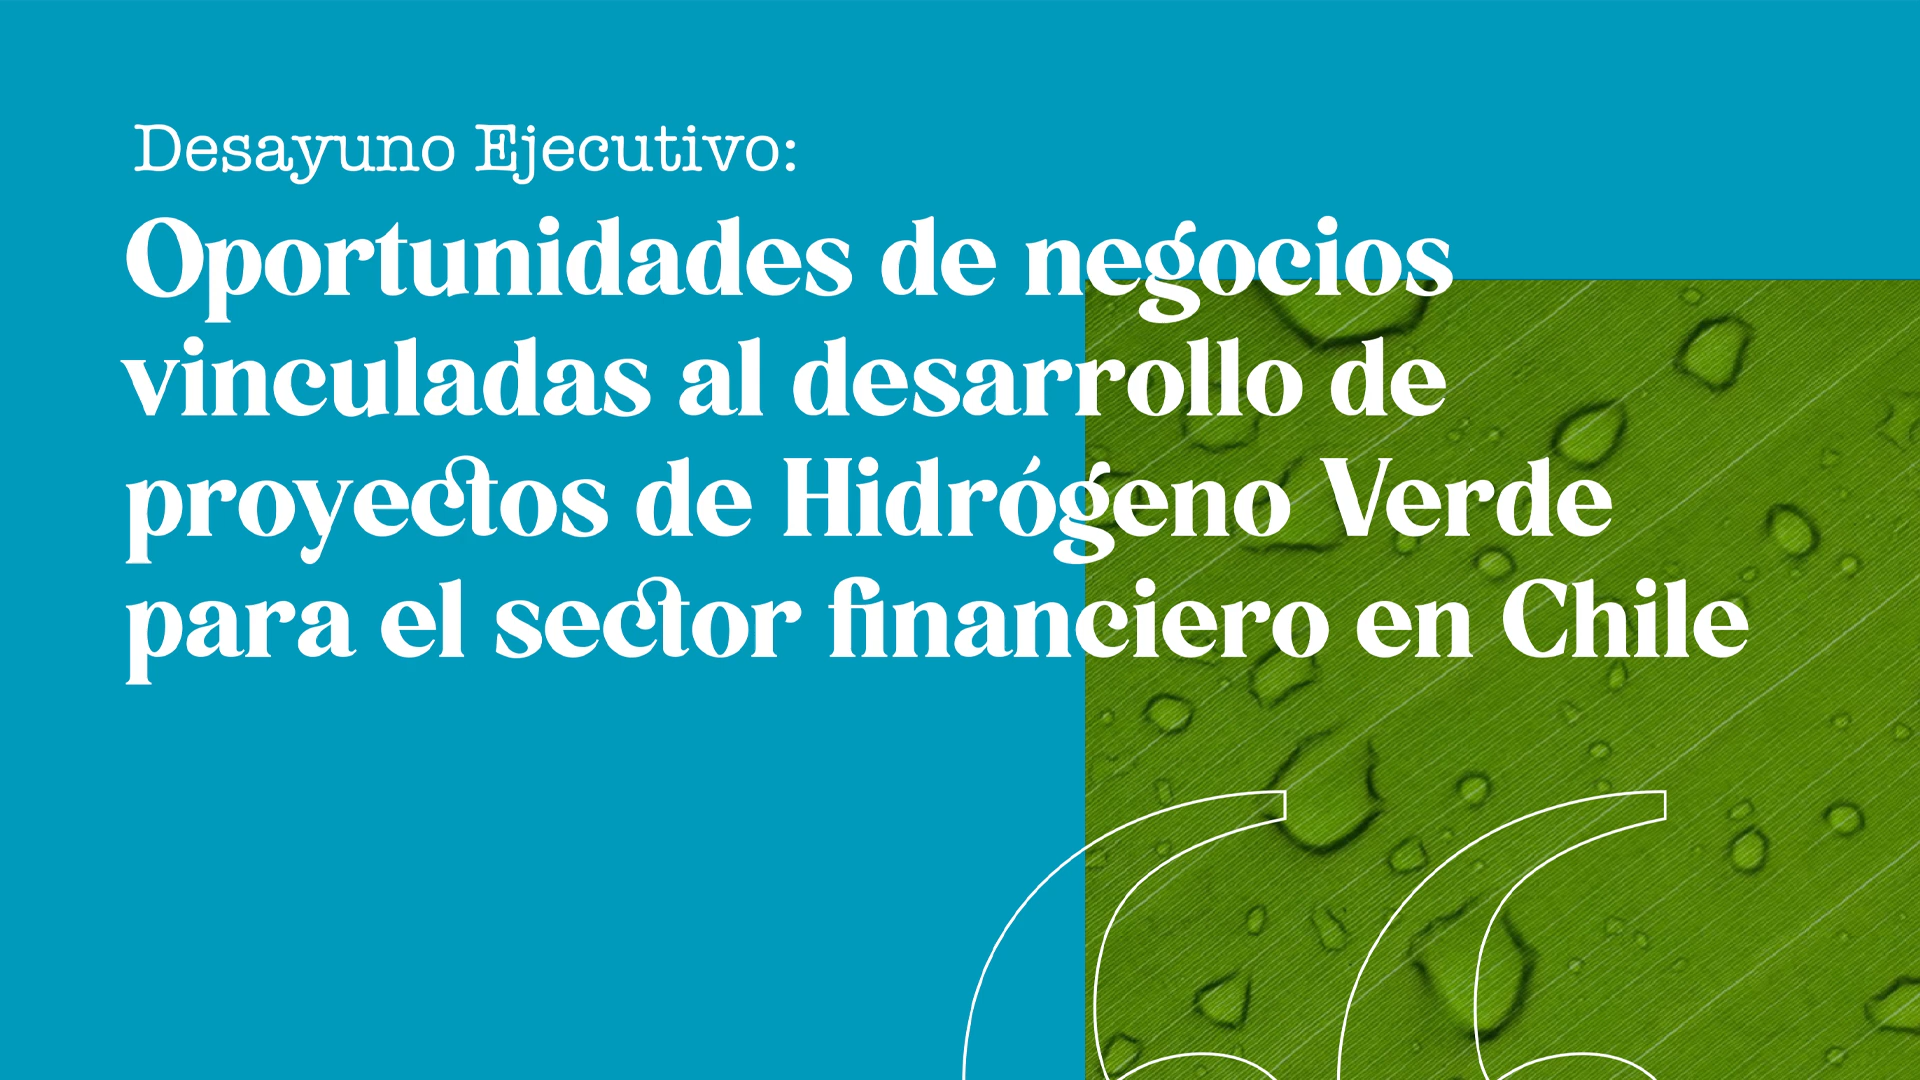 Desayuno Ejecutivo:
Oportunidades de negocios
vinculadas al desarrollo de
proyectos de Hidrógeno Verde
para el sector financiero en Chile